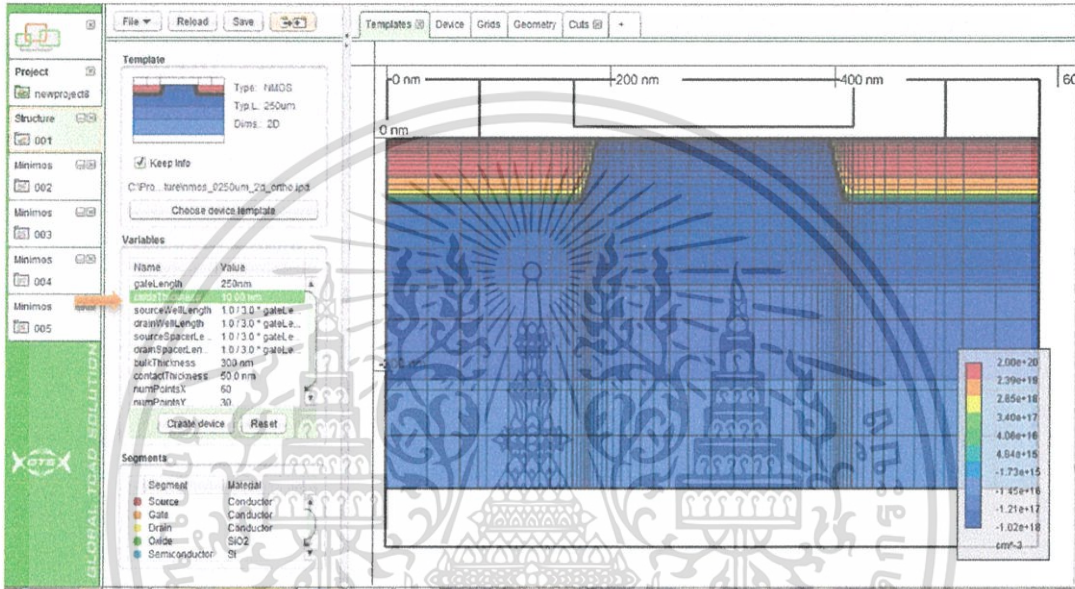 File Reload Save
Templates Device Grids Geometry Cuts +
Project
newproject8
Structure
001
Minimos
002
Minimos
003
Minimos
004
Minimos
005
GLOBAL TCAD SOLUTION
GTS
Template
Type: NMOS
Typ.L. 250um
Dims.: 2D
Keep Info
C:\Pro...ture\nmos_0250um_2d_ortho.ipd
Choose device template
Variables
Name Value
gateLength 250nm
oxideThickness 10.00 nm
sourceWellLength 1.0 / 3.0 * gateLe...
drainWellLength 1.0 / 3.0 * gateLe...
sourceSpacerLe... 1.0 / 3.0 * gateLe...
drainSpacerLen... 1.0 / 3.0 * gateLe...
bulkThickness 300 nm
contactThickness 50.0 nm
numPointsX 60
numPointsY 30
Create device Reset
Segments
Segment Material
Source Conductor
Gate Conductor
Drain Conductor
Oxide SiO2
Semiconductor Si
0 nm 200 nm 400 nm 60
0 nm
2.00e+20
2.39e+19
2.85e+18
3.40e+17
4.06e+16
4.84e+15
-1.73e+15
-1.45e+16
-1.21e+17
-1.02e+18
cm^-3